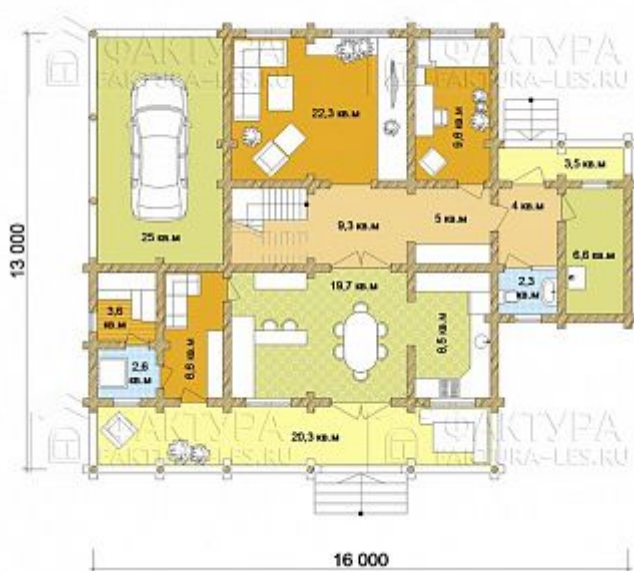 ФАКТУРА
FAKTURA-LES.RU
ФАКТУРА
FAKTURA-LES.RU
22,3 кв.м
9,6 кв.м
3,5 кв.м
25 кв.м
9,3 кв.м
5 кв.м
4 кв.м
6,6 кв.м
13 000
3,6
кв.м
19,7 кв.м
2,3
кв.м
2,6
кв.м
6,6 кв.м
8,5 кв.м
20,3 кв.м
ФАКТУРА
FAKTURA-LES.RU
ФАКТУРА
FAKTURA-LES.RU
16 000